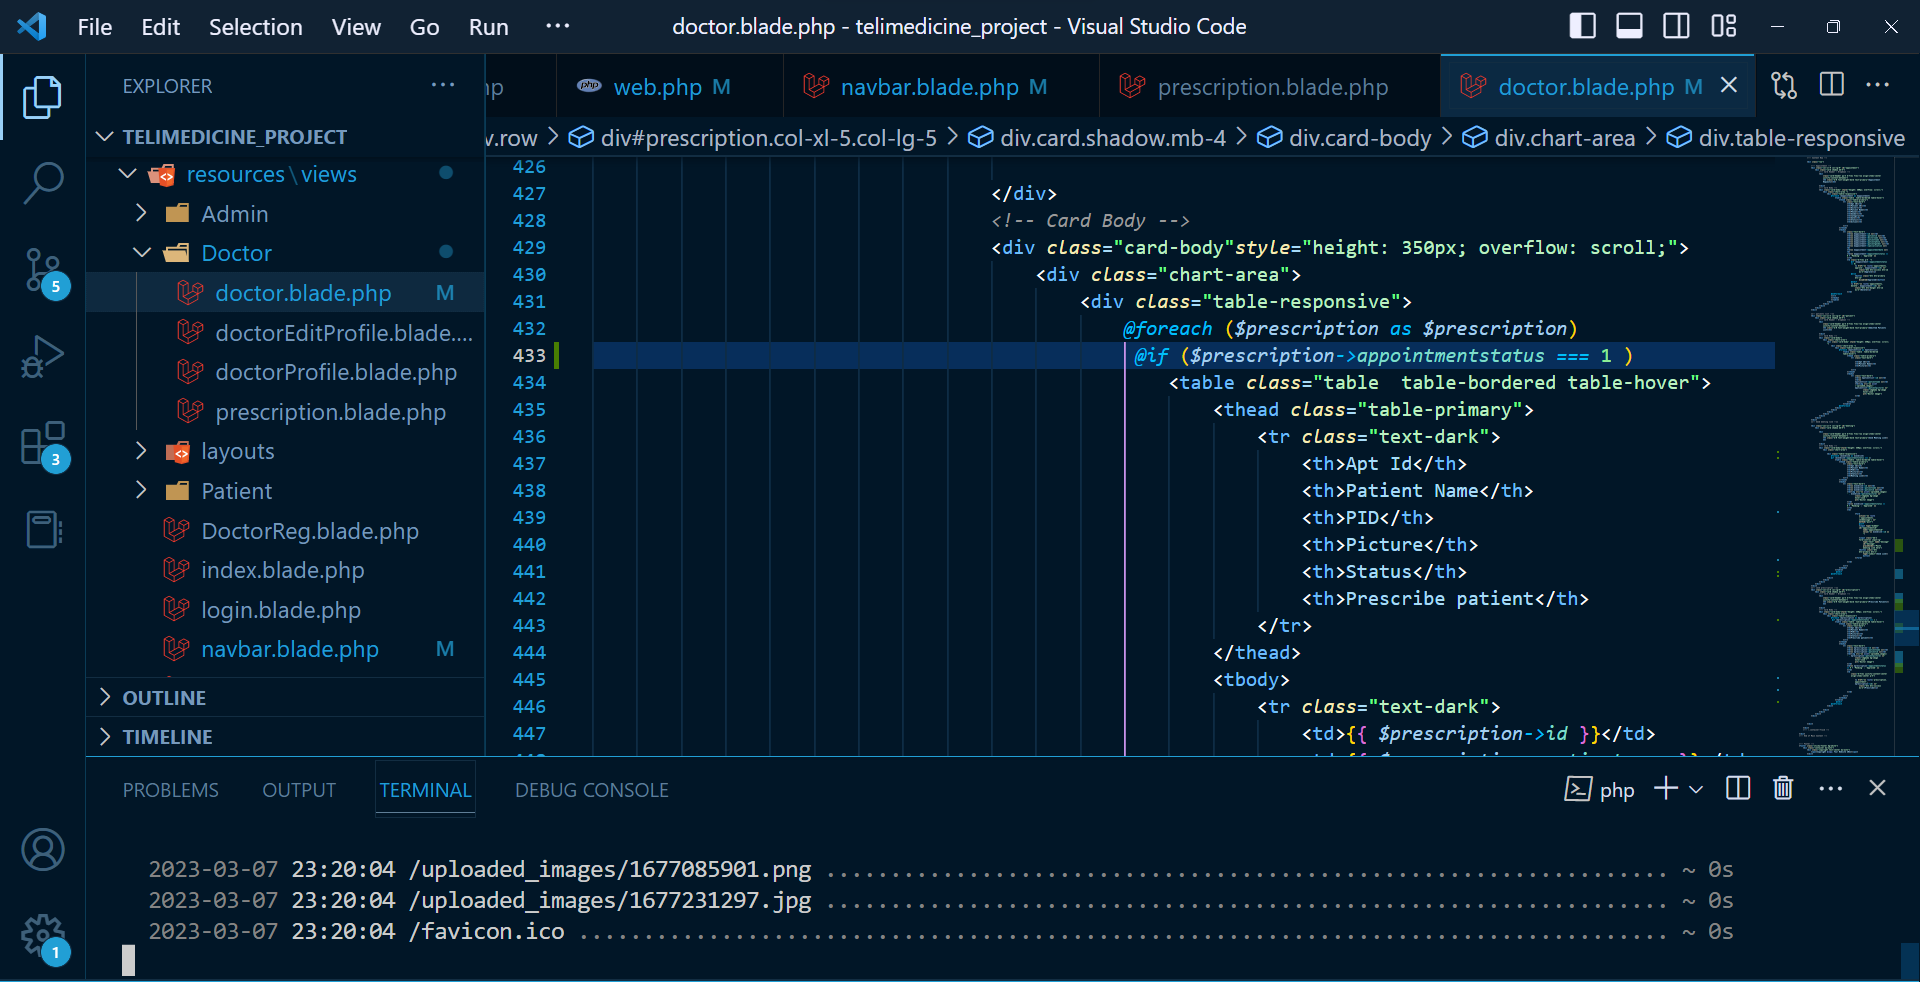 File Edit Selection View Go Run ··· doctor.blade.php - telimedicine_project - Visual Studio Code
EXPLORER ···
hp web.php M navbar.blade.php M prescription.blade.php doctor.blade.php M
TELIMEDICINE_PROJECT
v.row > div#prescription.col-xl-5.col-lg-5 > div.card.shadow.mb-4 > div.card-body > div.chart-area > div.table-responsive
resources\views
Admin
Doctor
doctor.blade.php M
doctorEditProfile.blade....
doctorProfile.blade.php
prescription.blade.php
layouts
Patient
DoctorReg.blade.php
index.blade.php
login.blade.php
navbar.blade.php M
OUTLINE
TIMELINE
5
3
1
426
427 </div>
428 <!-- Card Body -->
429 <div class="card-body"style="height: 350px; overflow: scroll;">
430 <div class="chart-area">
431 <div class="table-responsive">
432 @foreach ($prescription as $prescription)
433 @if ($prescription->appointmentstatus === 1 )
434 <table class="table  table-bordered table-hover">
435 <thead class="table-primary">
436 <tr class="text-dark">
437 <th>Apt Id</th>
438 <th>Patient Name</th>
439 <th>PID</th>
440 <th>Picture</th>
441 <th>Status</th>
442 <th>Prescribe patient</th>
443 </tr>
444 </thead>
445 <tbody>
446 <tr class="text-dark">
447 <td>{{ $prescription->id }}</td>
PROBLEMS OUTPUT TERMINAL DEBUG CONSOLE php
2023-03-07 23:20:04 /uploaded_images/1677085901.png ................................................................. ~ 0s
2023-03-07 23:20:04 /uploaded_images/1677231297.jpg ................................................................. ~ 0s
2023-03-07 23:20:04 /favicon.ico .................................................................................... ~ 0s